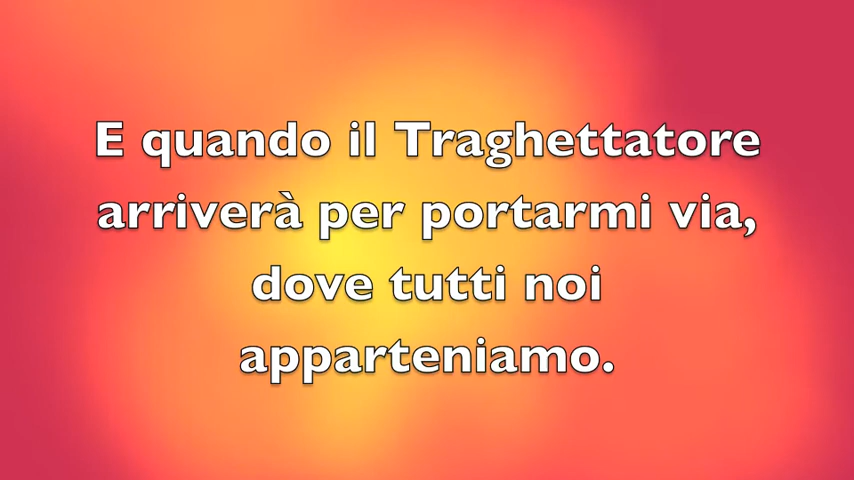 E quando il Traghettatore
arriverà per portarmi via,
dove tutti noi
apparteniamo.